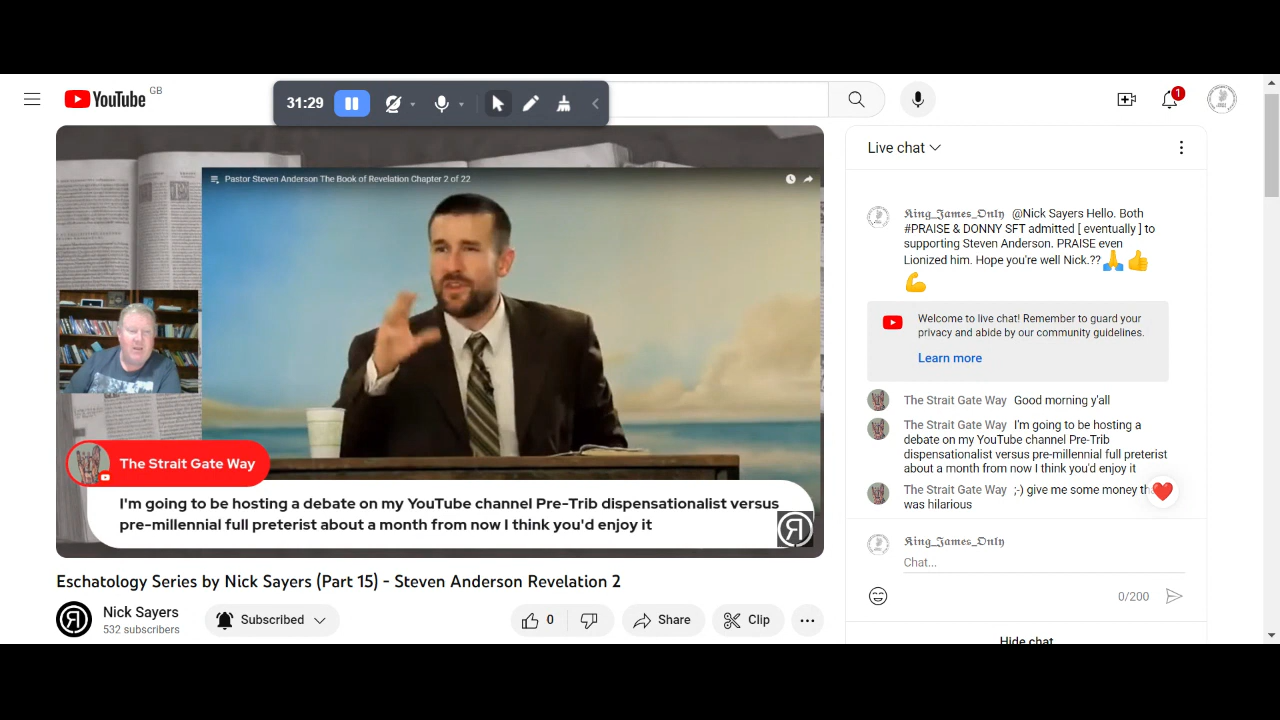 YouTube GB
31:29
1
Live chat
Pastor Steven Anderson The Book of Revelation Chapter 2 of 22
𝕶𝖎𝖓𝖌_𝕵𝖆𝖒𝖊𝖘_𝕺𝖓𝖑𝖞 @Nick Sayers Hello. Both
#PRAISE & DONNY SFT admitted [ eventually ] to
supporting Steven Anderson. PRAISE even
Lionized him. Hope you're well Nick.??🙏👍
💪
Welcome to live chat! Remember to guard your
privacy and abide by our community guidelines.
Learn more
The Strait Gate Way Good morning y'all
The Strait Gate Way I'm going to be hosting a
debate on my YouTube channel Pre-Trib
dispensationalist versus pre-millennial full preterist
about a month from now I think you'd enjoy it
The Strait Gate Way ;-) give me some money
was hilarious
𝕶𝖎𝖓𝖌_𝕵𝖆𝖒𝖊𝖘_𝕺𝖓𝖑𝖞
Chat...
0/200
Hide chat
The Strait Gate Way
I'm going to be hosting a debate on my YouTube channel Pre-Trib dispensationalist versus
pre-millennial full preterist about a month from now I think you'd enjoy it
Eschatology Series by Nick Sayers (Part 15) - Steven Anderson Revelation 2
Nick Sayers
532 subscribers
Subscribed
0
Share
Clip